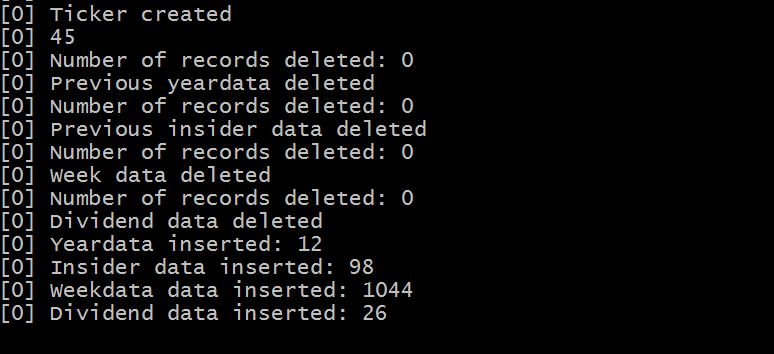 [0] Ticker created
[0] 45
[0] Number of records deleted: 0
[0] Previous yeardata deleted
[0] Number of records deleted: 0
[0] Previous insider data deleted
[0] Number of records deleted: 0
[0] Week data deleted
[0] Number of records deleted: 0
[0] Dividend data deleted
[0] Yeardata inserted: 12
[0] Insider data inserted: 98
[0] Weekdata data inserted: 1044
[0] Dividend data inserted: 26